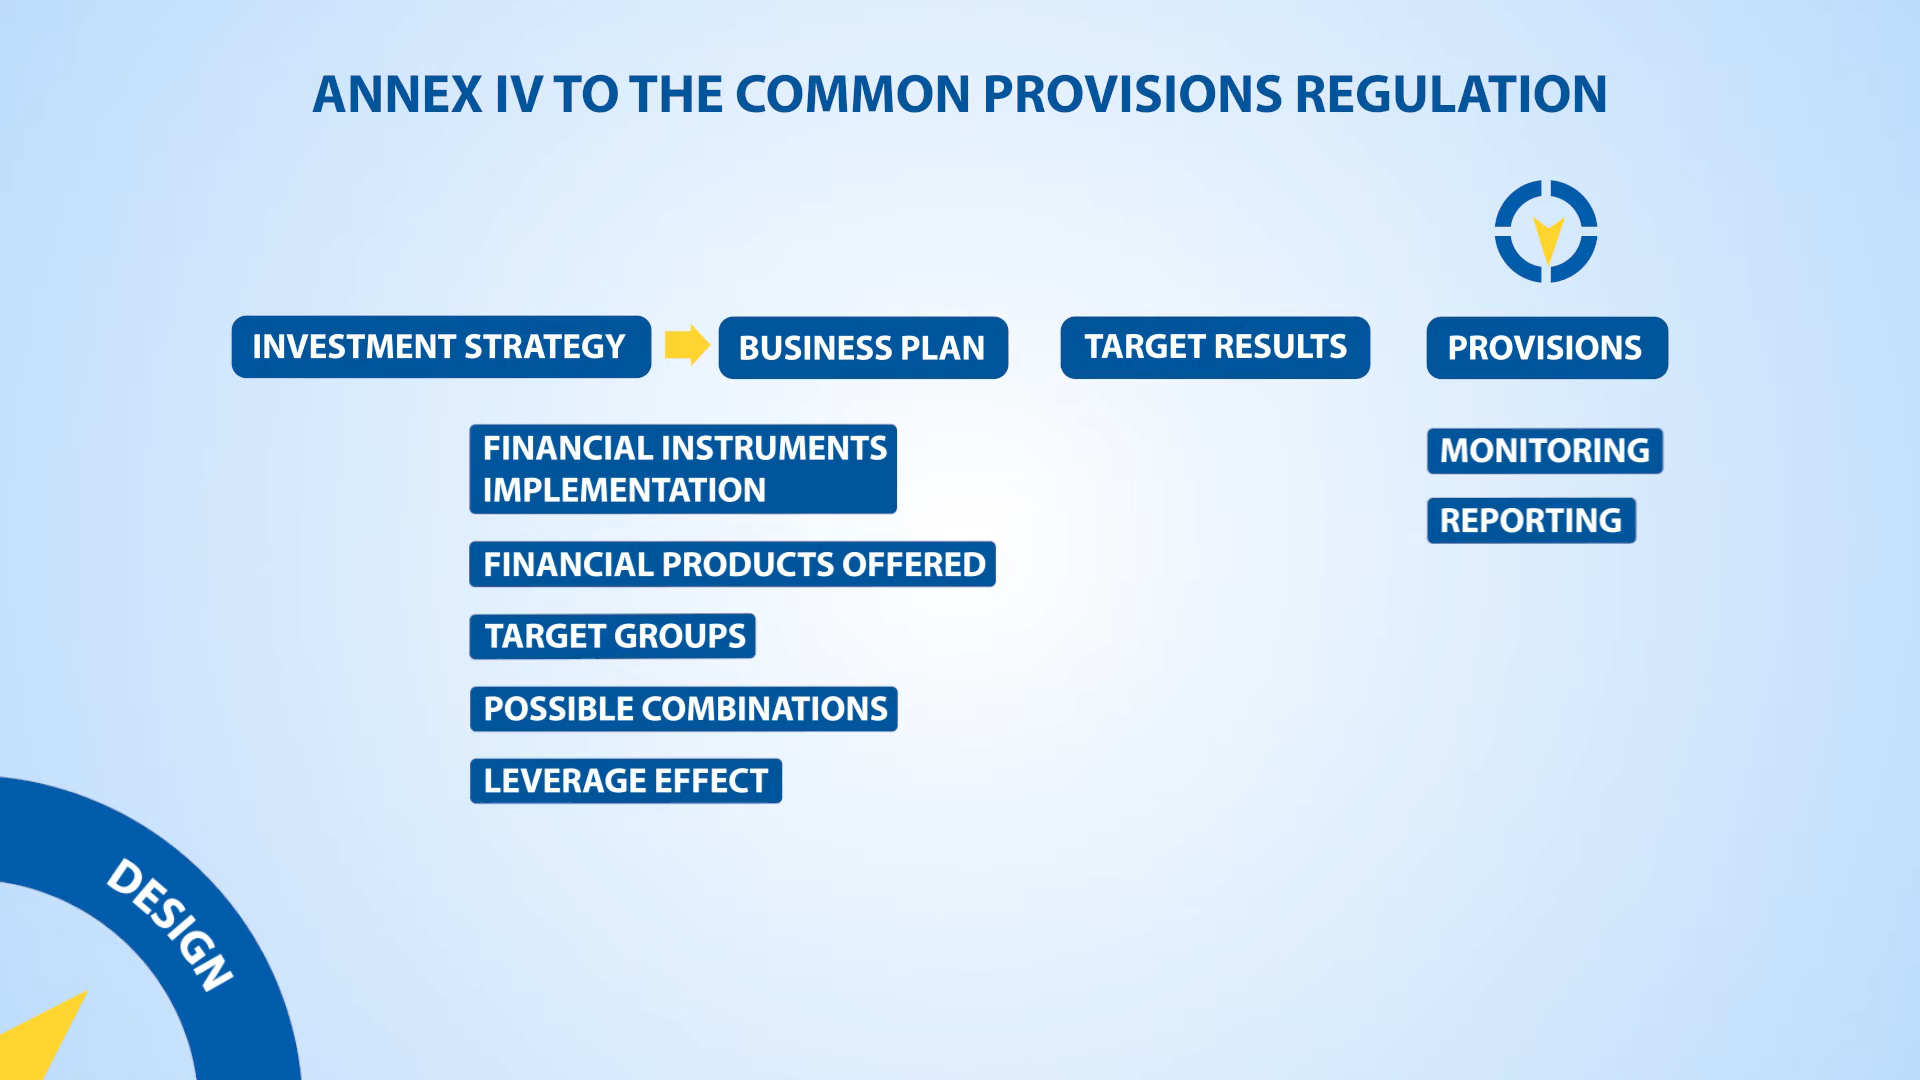 ANNEX IV TO THE COMMON PROVISIONS REGULATION
INVESTMENT STRATEGY
BUSINESS PLAN
TARGET RESULTS
PROVISIONS
FINANCIAL INSTRUMENTS
IMPLEMENTATION
FINANCIAL PRODUCTS OFFERED
TARGET GROUPS
POSSIBLE COMBINATIONS
LEVERAGE EFFECT
MONITORING
REPORTING
DESIGN